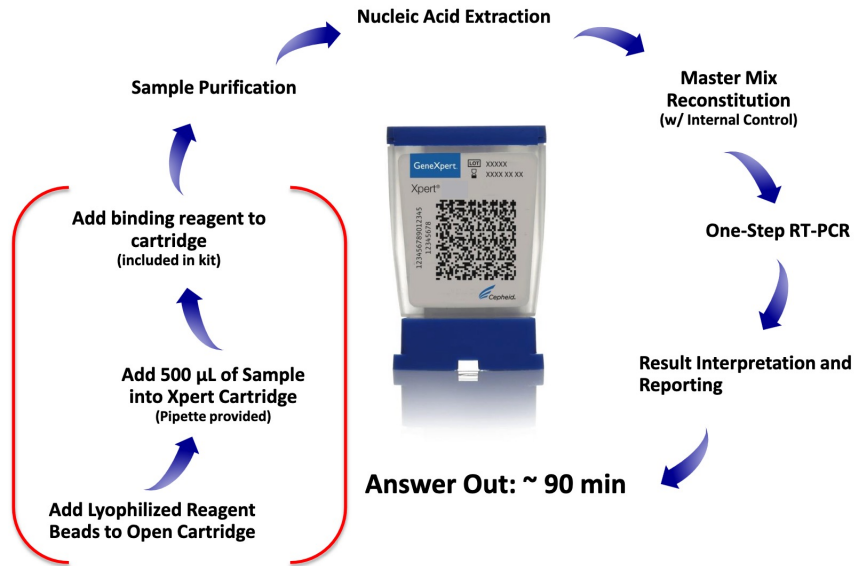 Nucleic Acid Extraction
Sample Purification
Master Mix
Reconstitution
(w/ Internal Control)
GeneXpert
LOT XXXXX
XXXX XX XX
Xpert®
123456789012345
12345678
Cepheid.
Add binding reagent to
cartridge
(included in kit)
One-Step RT-PCR
Add 500 µL of Sample
into Xpert Cartridge
(Pipette provided)
Result Interpretation and
Reporting
Answer Out: ~ 90 min
Add Lyophilized Reagent
Beads to Open Cartridge